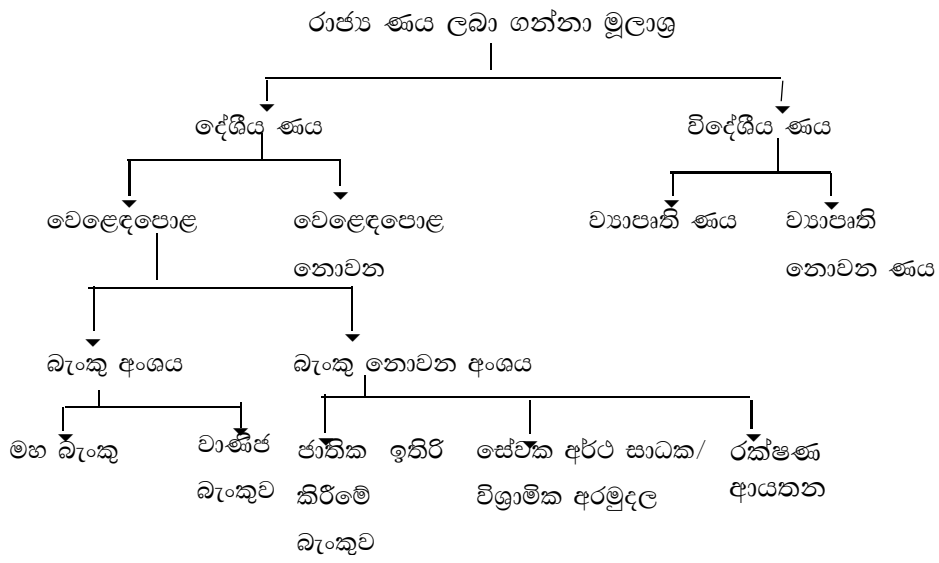 රාජ්‍ය ණය ලබා ගන්නා මූලාශ්‍ර
දේශීය ණය
විදේශීය ණය
වෙළෙඳපොළ
වෙළෙඳපොළ
නොවන
ව්‍යාපෘති ණය
ව්‍යාපෘති
නොවන ණය
බැංකු අංශය
බැංකු නොවන අංශය
මහ බැංකු
වාණිජ
බැංකුව
ජාතික ඉතිරි
කිරීමේ
බැංකුව
සේවක අර්ථ සාධක/
විශ්‍රාමික අරමුදල
රක්ෂණ
ආයතන